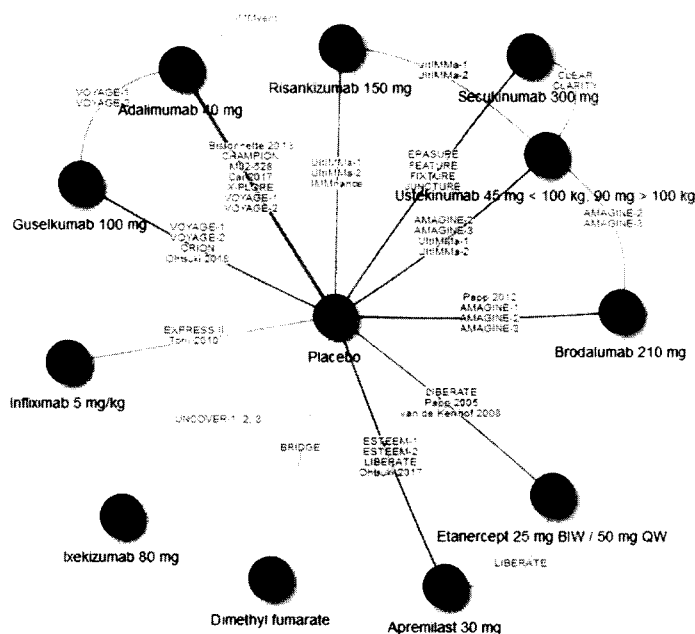 IMMvent
UltIMMa-1
UltIMMa-2
Risankizumab 150 mg
CLEAR
CLARITY
Secukinumab 300 mg
VOYAGE-1
VOYAGE-2
Adalimumab 40 mg
Bissonnette 2013
CHAMPION
M02-528
Cai 2017
X-PLORE
VOYAGE-1
VOYAGE-2
UltIMMa-1
UltIMMa-2
IMMhance
ERASURE
FEATURE
FIXTURE
JUNCTURE
Ustekinumab 45 mg < 100 kg, 90 mg > 100 kg
Guselkumab 100 mg
VOYAGE-1
VOYAGE-2
ORION
Ohtsuki 2018
AMAGINE-2
AMAGINE-3
UltIMMa-1
UltIMMa-2
AMAGINE-2
AMAGINE-3
Papp 2012
AMAGINE-1
AMAGINE-2
AMAGINE-3
EXPRESS II
Torii 2010
Placebo
Brodalumab 210 mg
Infliximab 5 mg/kg
LIBERATE
Papp 2005
van de Kerkhof 2008
UNCOVER-1, 2, 3
BRIDGE
ESTEEM-1
ESTEEM-2
LIBERATE
Ohtsuki 2017
Etanercept 25 mg BIW / 50 mg QW
Ixekizumab 80 mg
LIBERATE
Dimethyl fumarate
Apremilast 30 mg